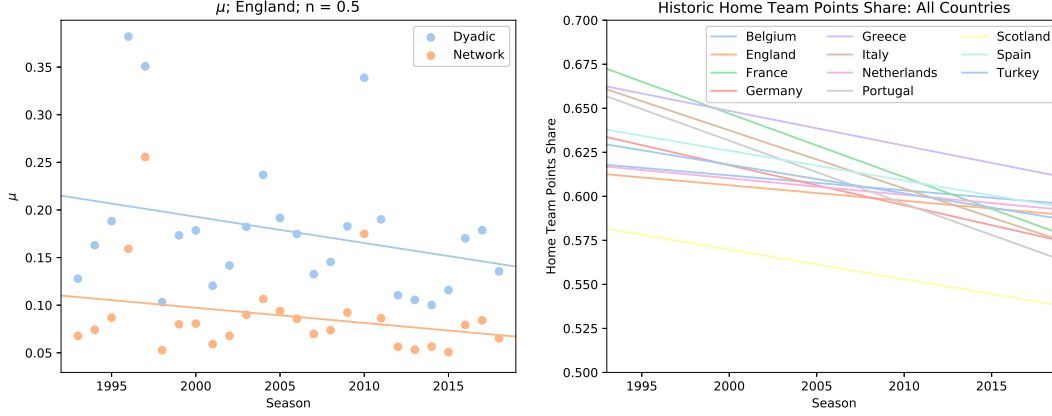 μ; England; n = 0.5
Dyadic
Network
0.35
0.30
0.25
0.20
0.15
0.10
0.05
μ
1995
2000
2005
2010
2015
Season
Historic Home Team Points Share: All Countries
Belgium
England
France
Germany
Greece
Italy
Netherlands
Portugal
Scotland
Spain
Turkey
0.700
0.675
0.650
0.625
0.600
0.575
0.550
0.525
0.500
Home Team Points Share
1995
2000
2005
2010
2015
Season